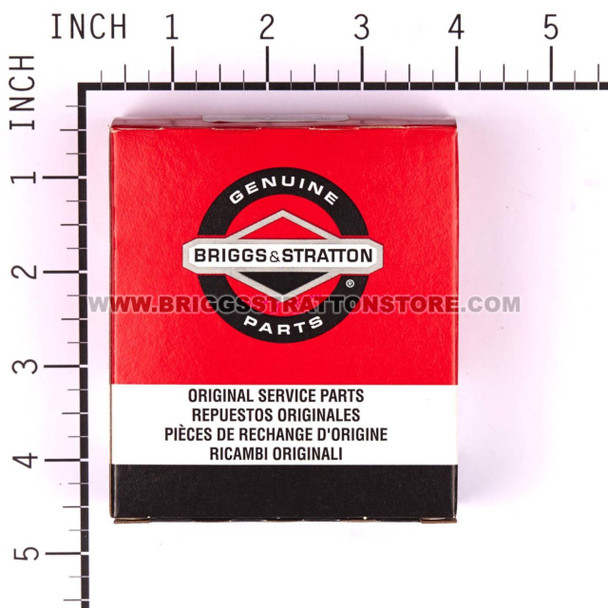 INCH 1 2 3 4 5
INCH
1
2
3
4
5
GENUINE
BRIGGS&STRATTON
®
PARTS
WWW.BRIGGSSTRATTONSTORE.COM
ORIGINAL SERVICE PARTS
REPUESTOS ORIGINALES
PIÈCES DE RECHANGE D'ORIGINE
RICAMBI ORIGINALI